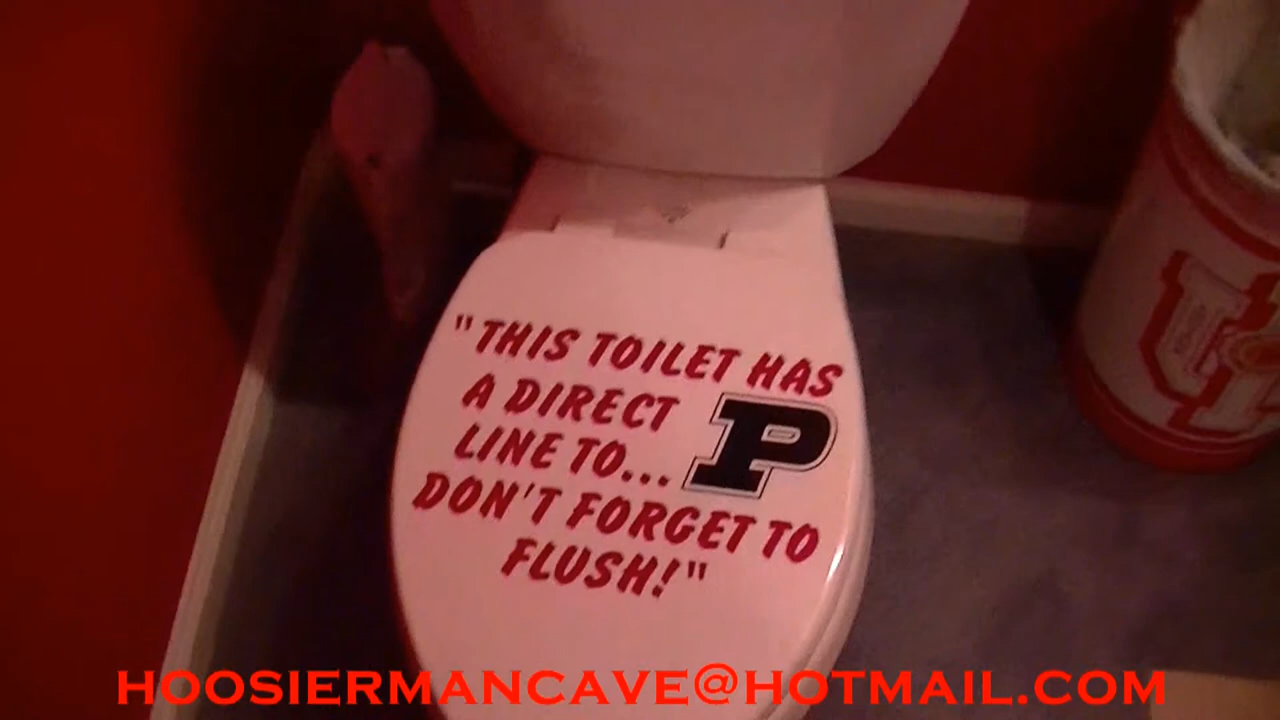 "THIS TOILET HAS
A DIRECT
LINE TO... P
DON'T FORGET TO
FLUSH!"
HOOSIERMANCAVE@HOTMAIL.COM